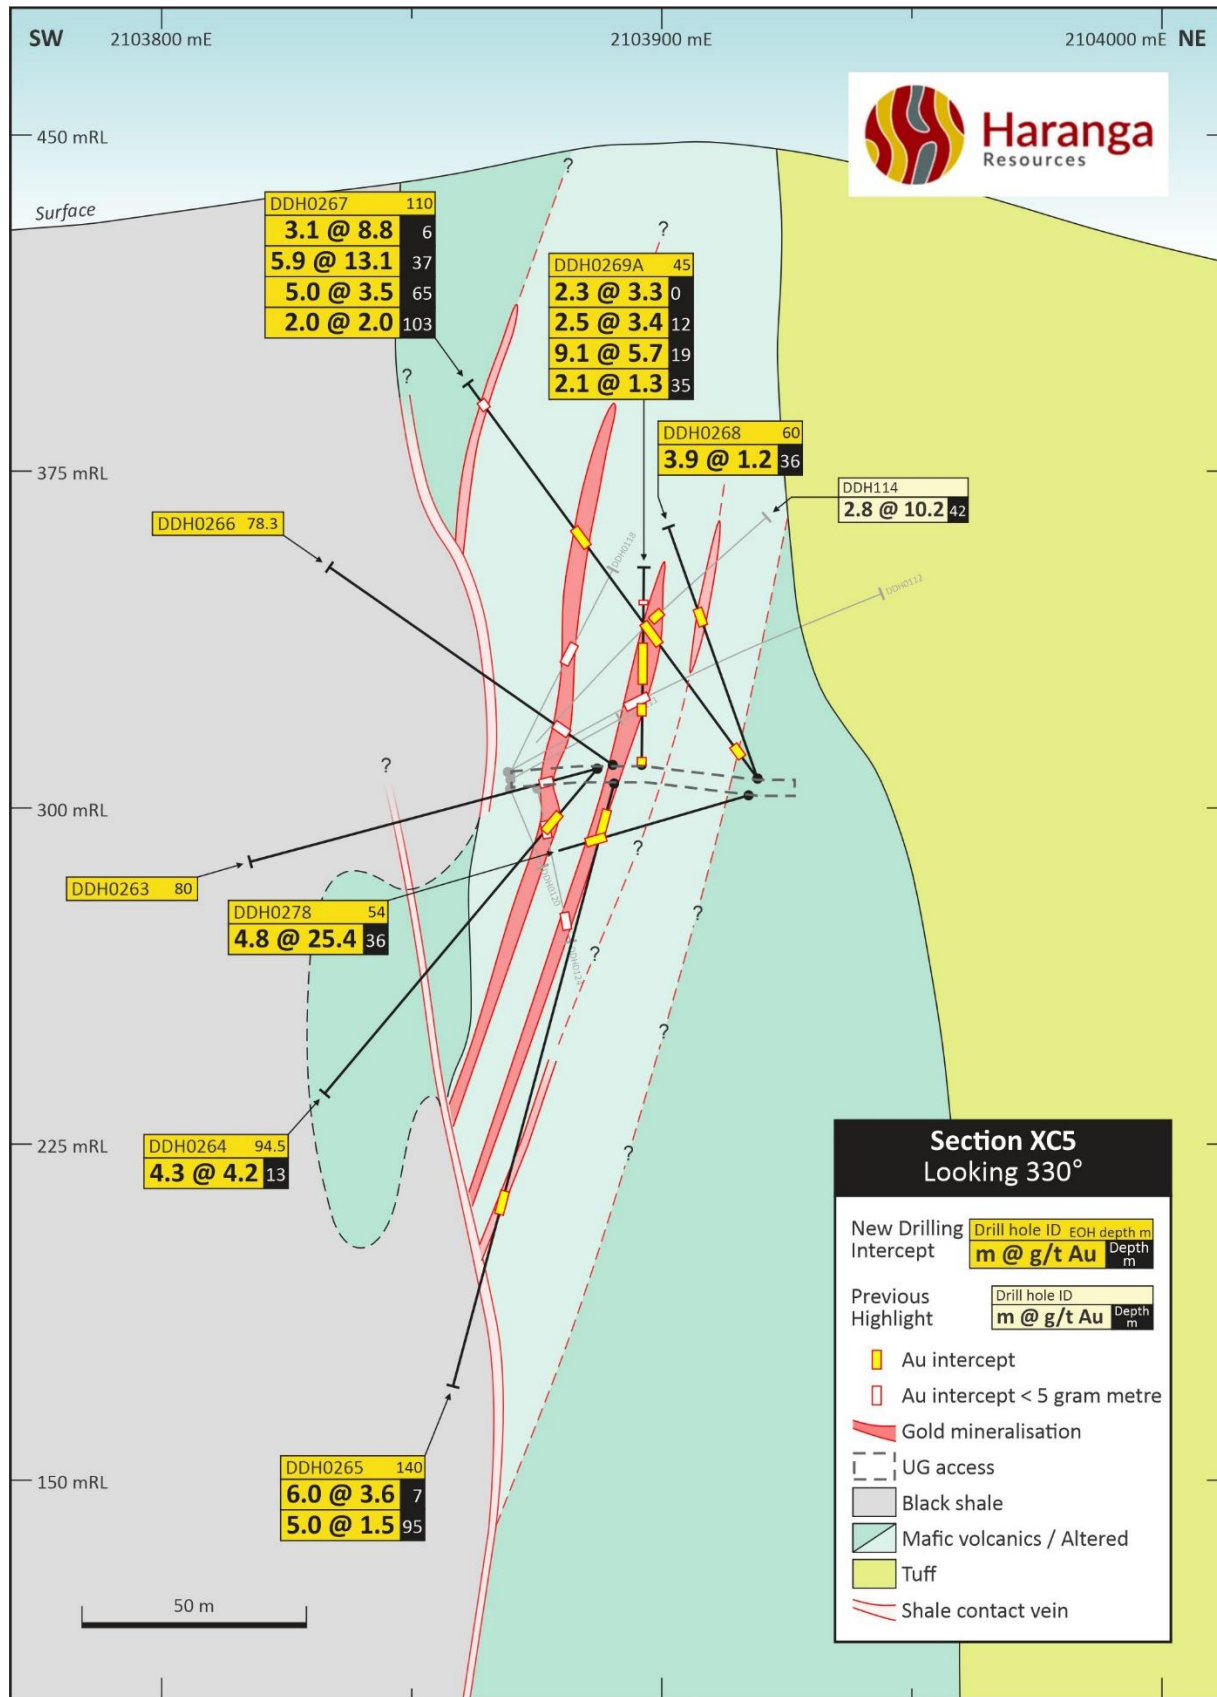 SW
2103800 mE
2103900 mE
2104000 mE NE
450 mRL
Haranga
Resources
Surface
DDH0267 110
3.1 @ 8.8 6
5.9 @ 13.1 37
5.0 @ 3.5 65
2.0 @ 2.0 103
?
?
DDH0269A 45
2.3 @ 3.3 0
2.5 @ 3.4 12
9.1 @ 5.7 19
2.1 @ 1.3 35
?
DDH0268 60
3.9 @ 1.2 36
375 mRL
DDH114
2.8 @ 10.2 42
DDH0266 78.3
DDH0118
DDH0112
?
300 mRL
?
DDH0263 80
DDH0120
DDH0278 54
4.8 @ 25.4 36
?
?
?
DDH0264 94.5
4.3 @ 4.2 13
225 mRL
?
Section XC5
Looking 330°
New Drilling
Intercept
Drill hole ID EOH depth m
m @ g/t Au Depth m
Previous
Highlight
Drill hole ID
m @ g/t Au Depth m
Au intercept
Au intercept < 5 gram metre
Gold mineralisation
UG access
Black shale
Mafic volcanics / Altered
Tuff
Shale contact vein
DDH0265 140
6.0 @ 3.6 7
5.0 @ 1.5 95
150 mRL
50 m